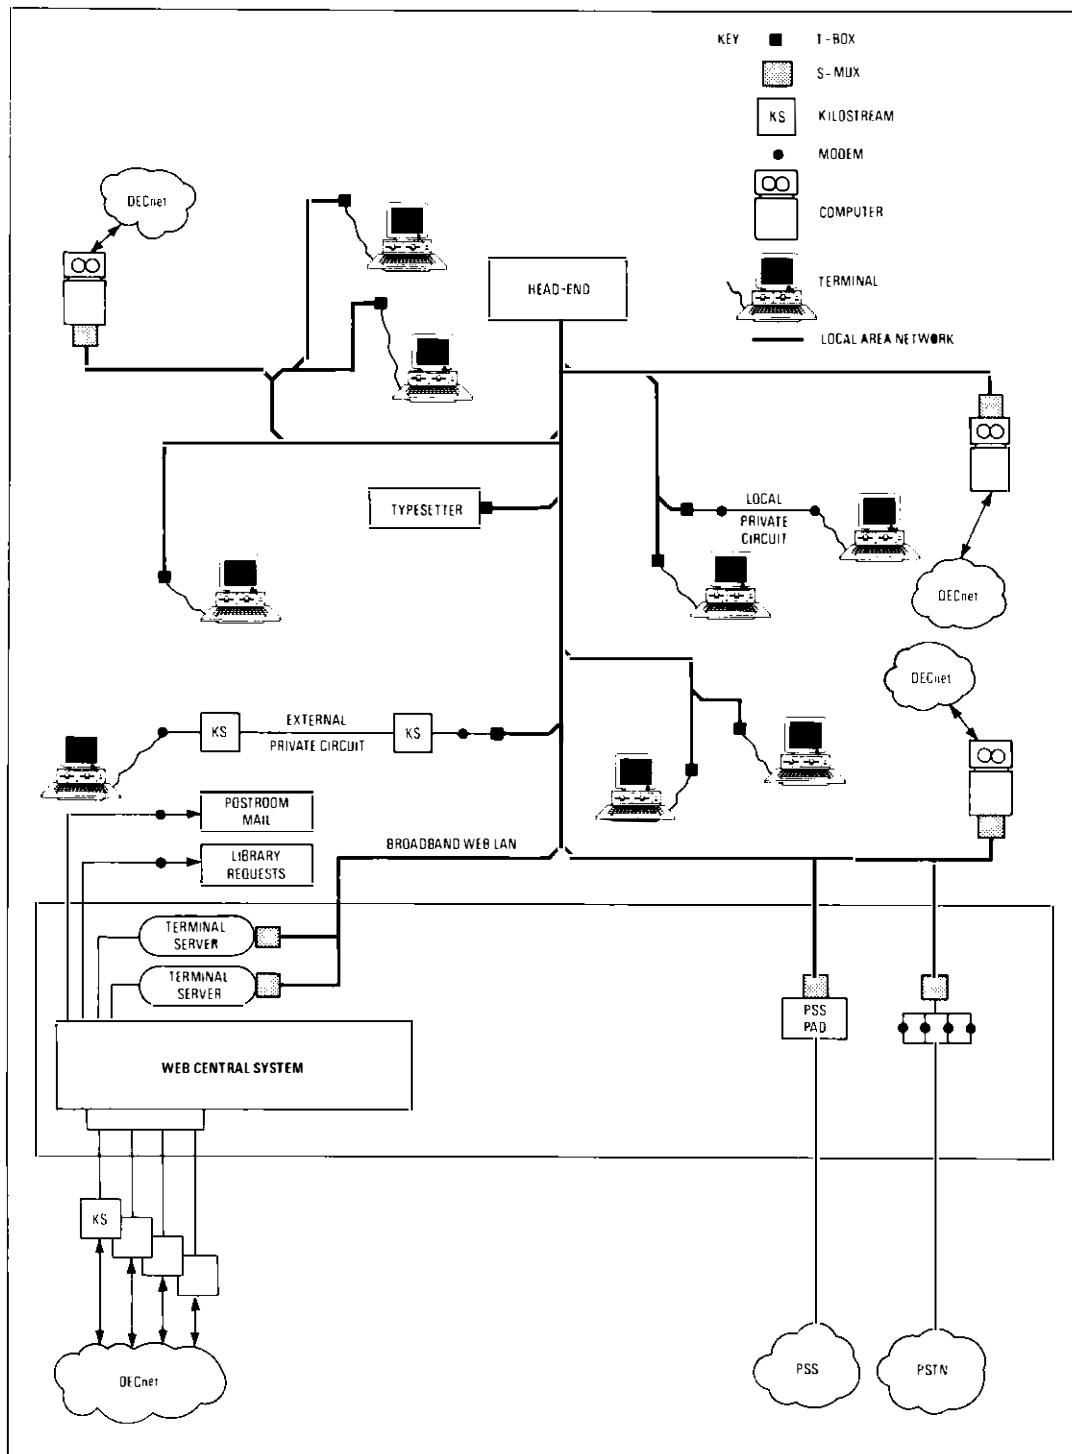 KEY
T-BOX
S-MUX
KS
KILOSTREAM
MODEM
COMPUTER
TERMINAL
LOCAL AREA NETWORK
DECnet
HEAD-END
TYPESETTER
LOCAL
PRIVATE
CIRCUIT
DECnet
DECnet
KS
EXTERNAL
PRIVATE CIRCUIT
KS
POSTROOM
MAIL
LIBRARY
REQUESTS
BROADBAND WEB LAN
TERMINAL
SERVER
TERMINAL
SERVER
PSS
PAD
WEB CENTRAL SYSTEM
KS
DECnet
PSS
PSTN